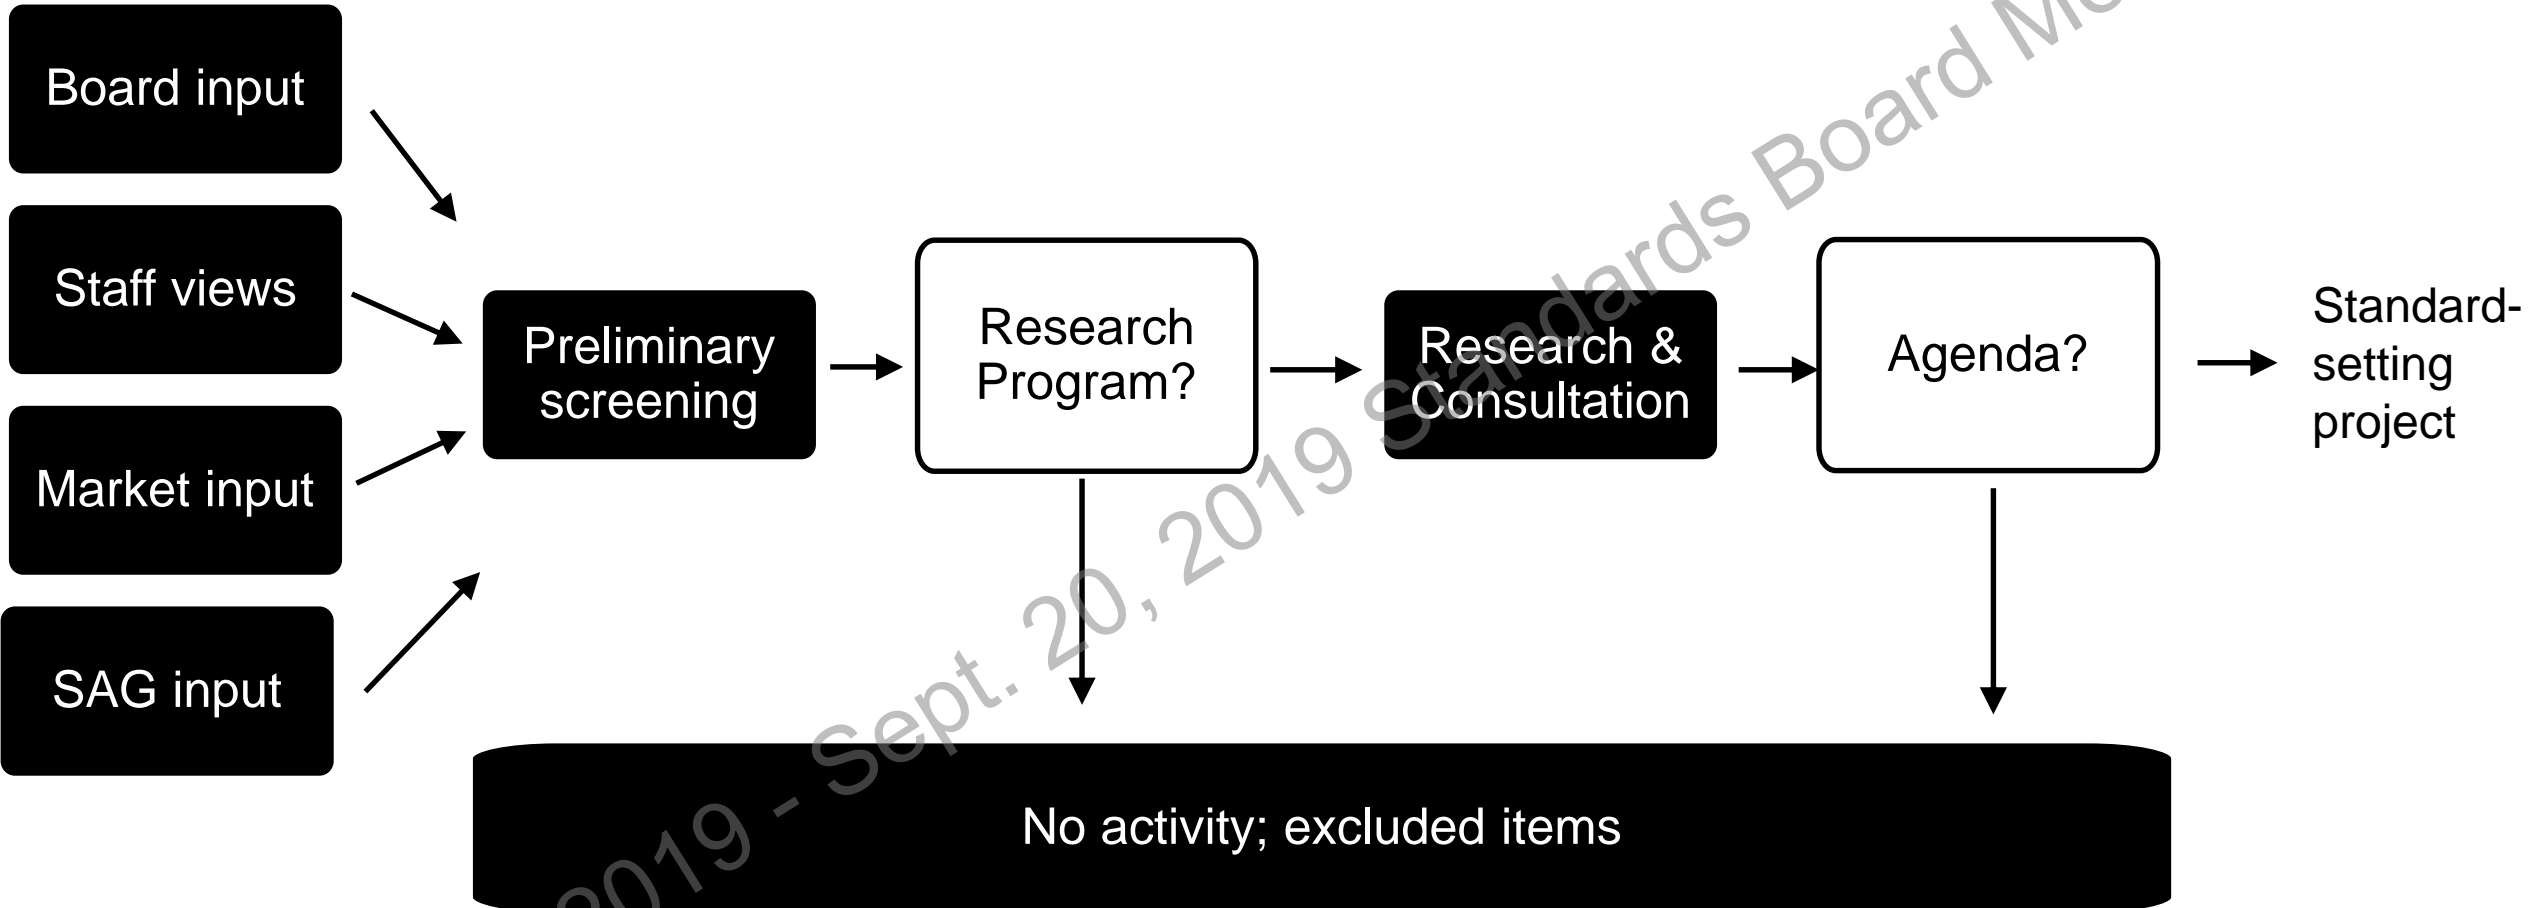 Board input
Staff views
Market input
SAG input
Preliminary
screening
Research
Program?
Research &
Consultation
Agenda?
Standard-
setting
project
No activity; excluded items
2019 - Sept. 20, 2019 Standards Board